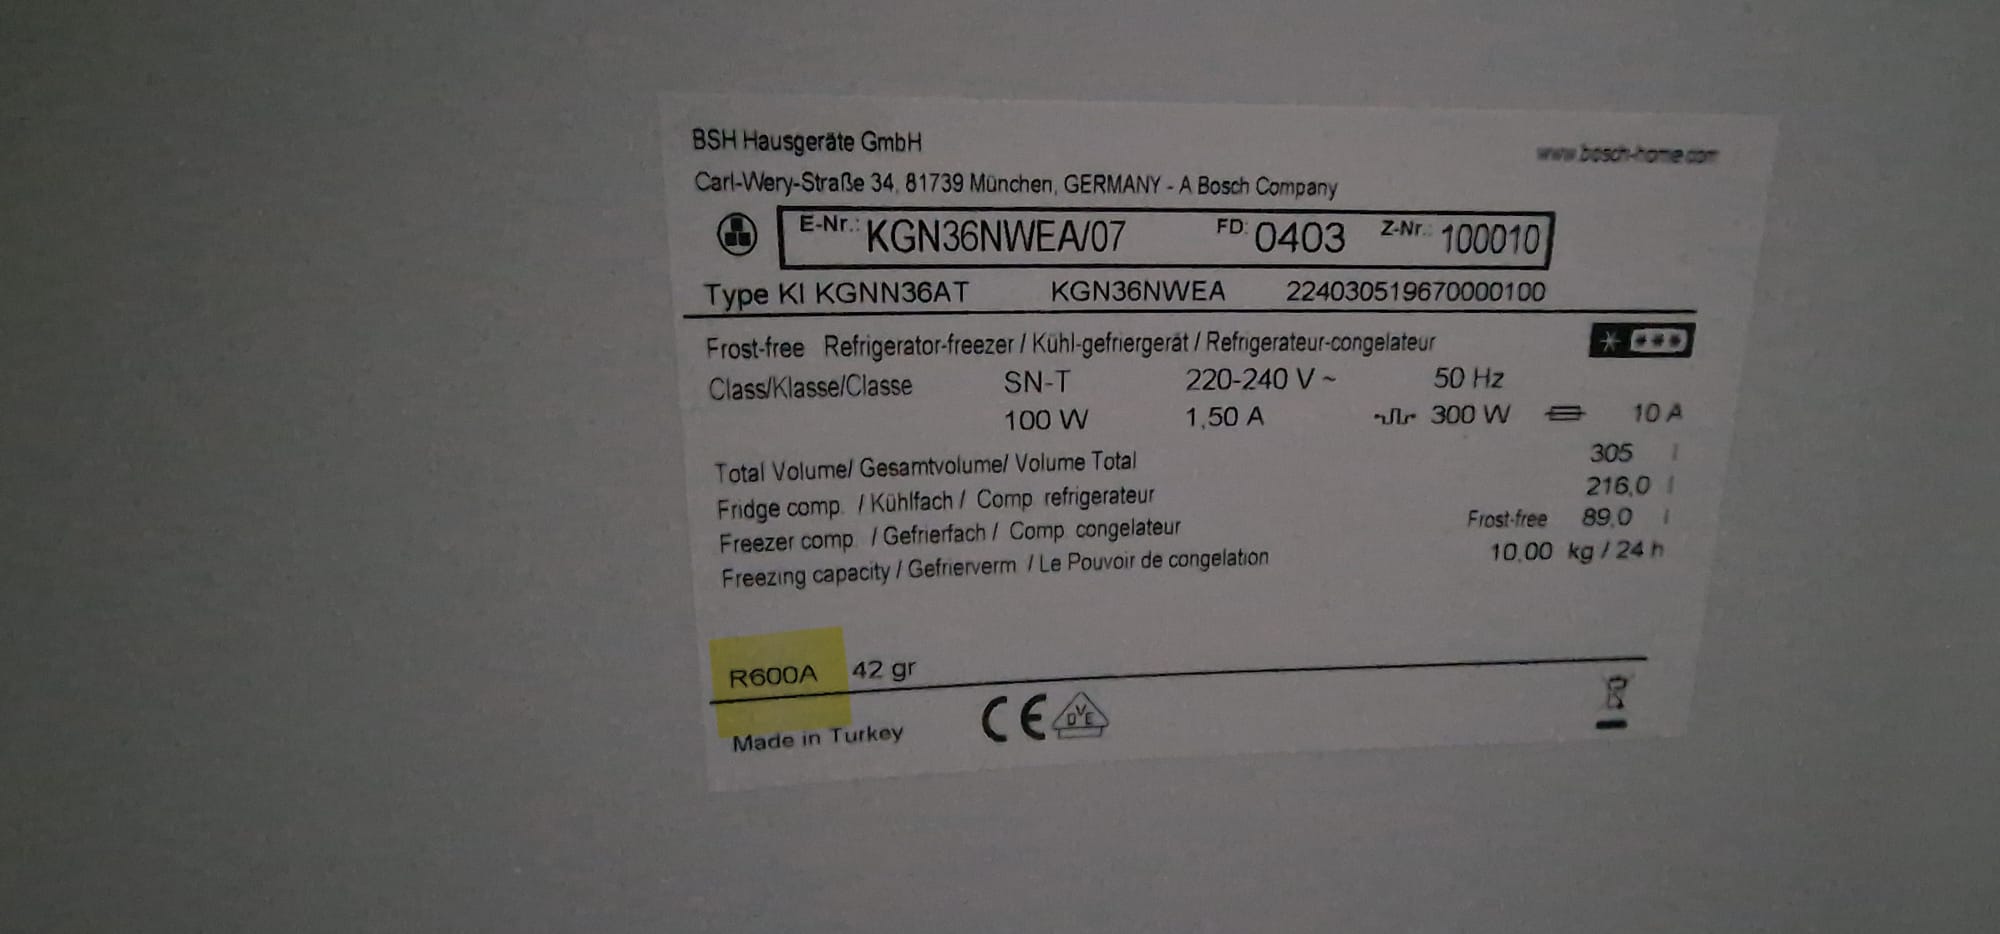 BSH Hausgeräte GmbH www.bosch-home.com
Carl-Wery-Straße 34, 81739 München, GERMANY - A Bosch Company
E-Nr.: KGN36NWEA/07 FD: 0403 Z-Nr.: 100010
Type KI KGNN36AT KGN36NWEA 224030519670000100
Frost-free Refrigerator-freezer / Kühl-gefriergerät / Refrigerateur-congelateur
Class/Klasse/Classe SN-T 220-240 V ~ 50 Hz
100 W 1,50 A 300 W 10 A
Total Volume/ Gesamtvolume/ Volume Total 305 l
Fridge comp. / Kühlfach / Comp refrigerateur 216,0 l
Freezer comp. / Gefrierfach / Comp congelateur Frost-free 89,0 l
Freezing capacity / Gefrierverm / Le Pouvoir de congelation 10,00 kg / 24 h
R600A 42 gr
Made in Turkey CE DVE